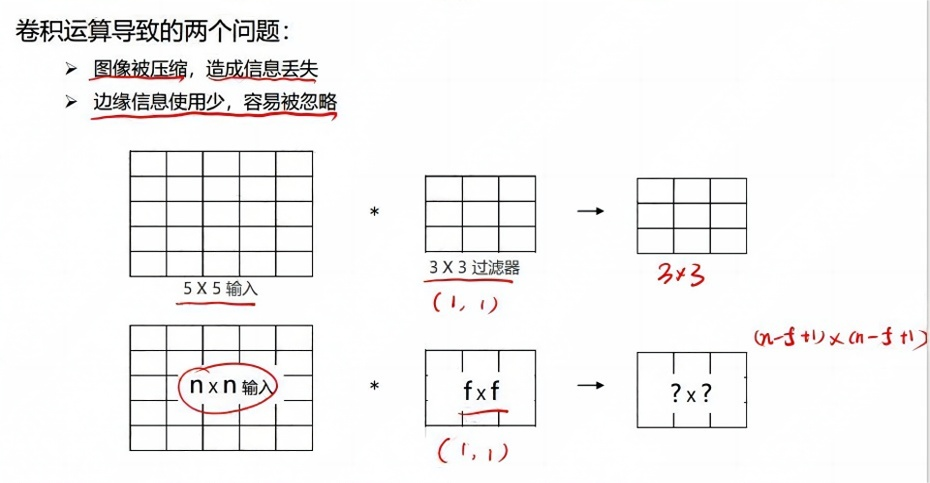 卷积运算导致的两个问题：
➢ 图像被压缩，造成信息丢失
➢ 边缘信息使用少，容易被忽略
*
→
5 X 5 输入
3 X 3 过滤器
3×3
(1, 1)
(n-f+1)×(n-f+1)
n x n 输入
*
f x f
→
? x ?
(1, 1)